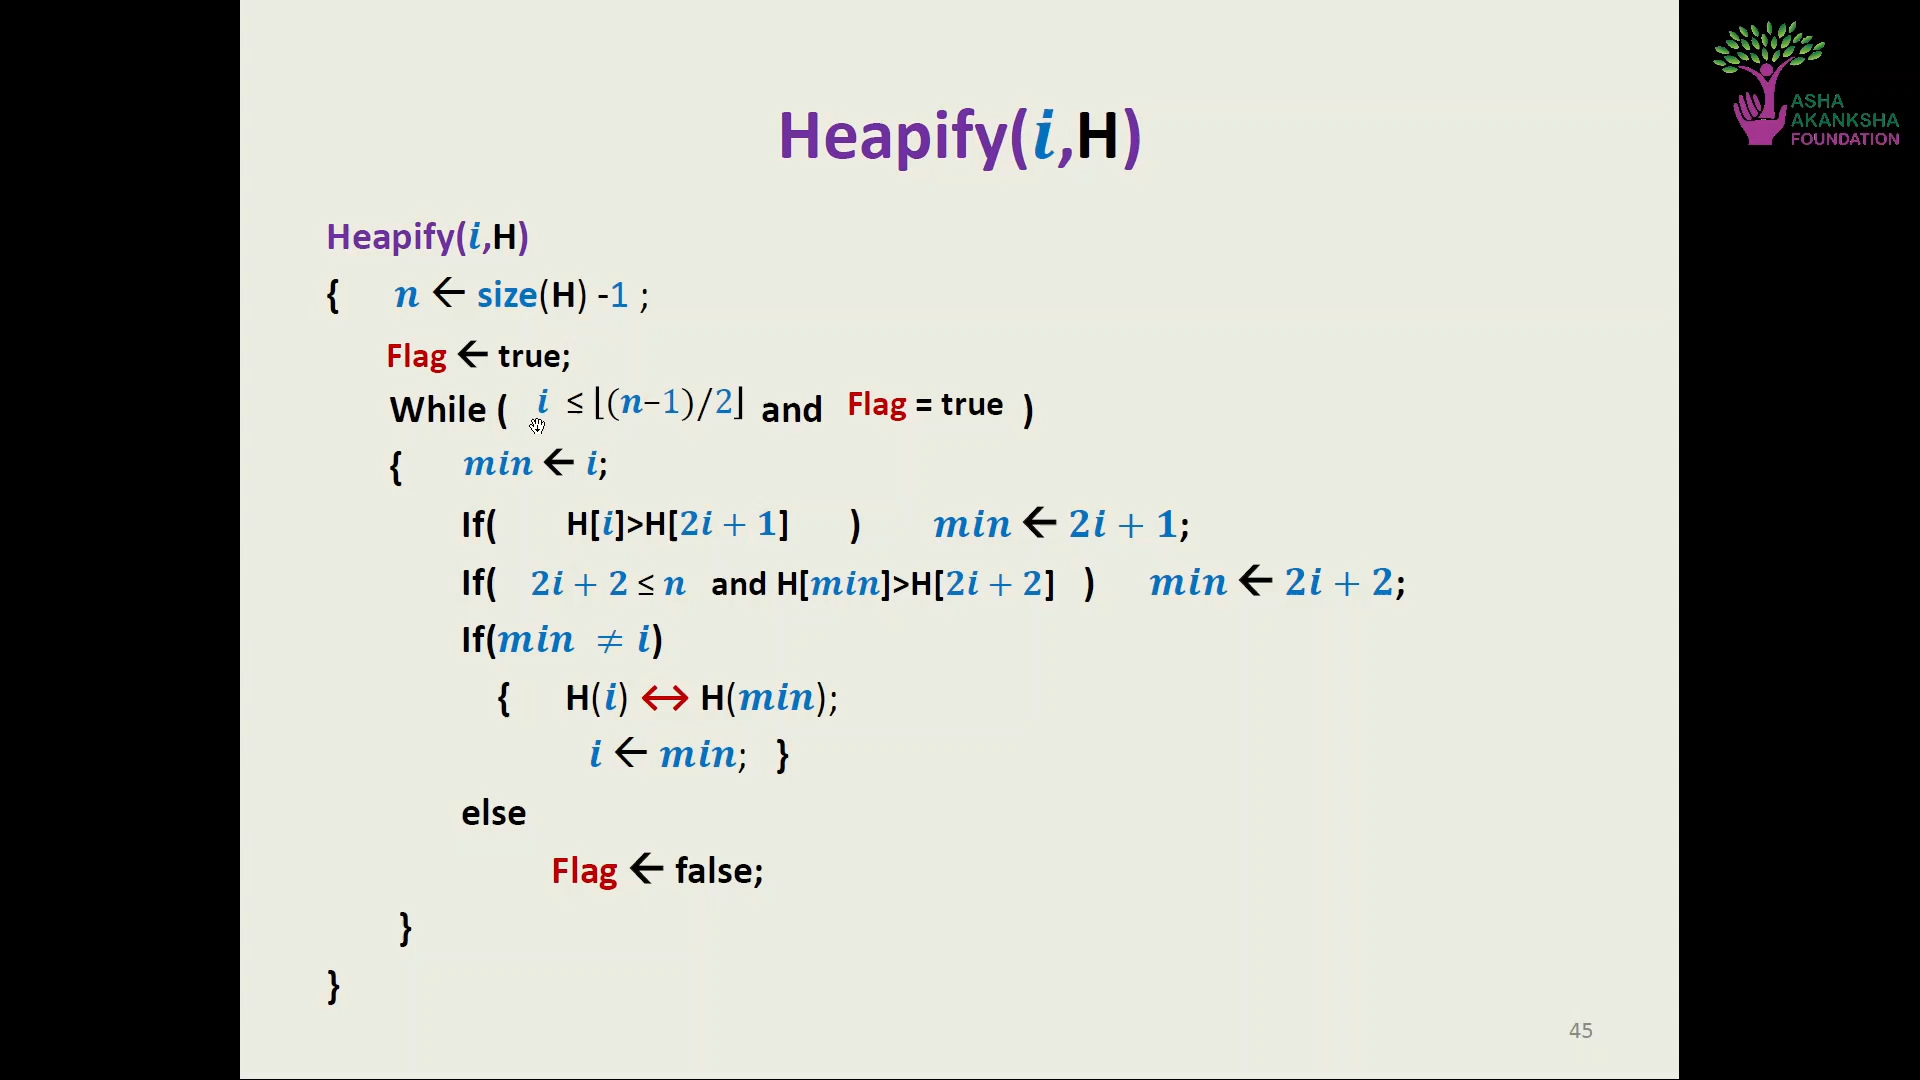 ASHA
AKANKSHA
FOUNDATION
Heapify(i,H)
Heapify(i,H)
{ n ← size(H) -1 ;
Flag ← true;
While ( i ≤ ⌊(n–1)/2⌋ and Flag = true )
{ min ← i;
If( H[i]>H[2i + 1] ) min ← 2i + 1;
If( 2i + 2 ≤ n and H[min]>H[2i + 2] ) min ← 2i + 2;
If(min ≠ i)
{ H(i) ↔ H(min);
i ← min; }
else
Flag ← false;
}
}
45